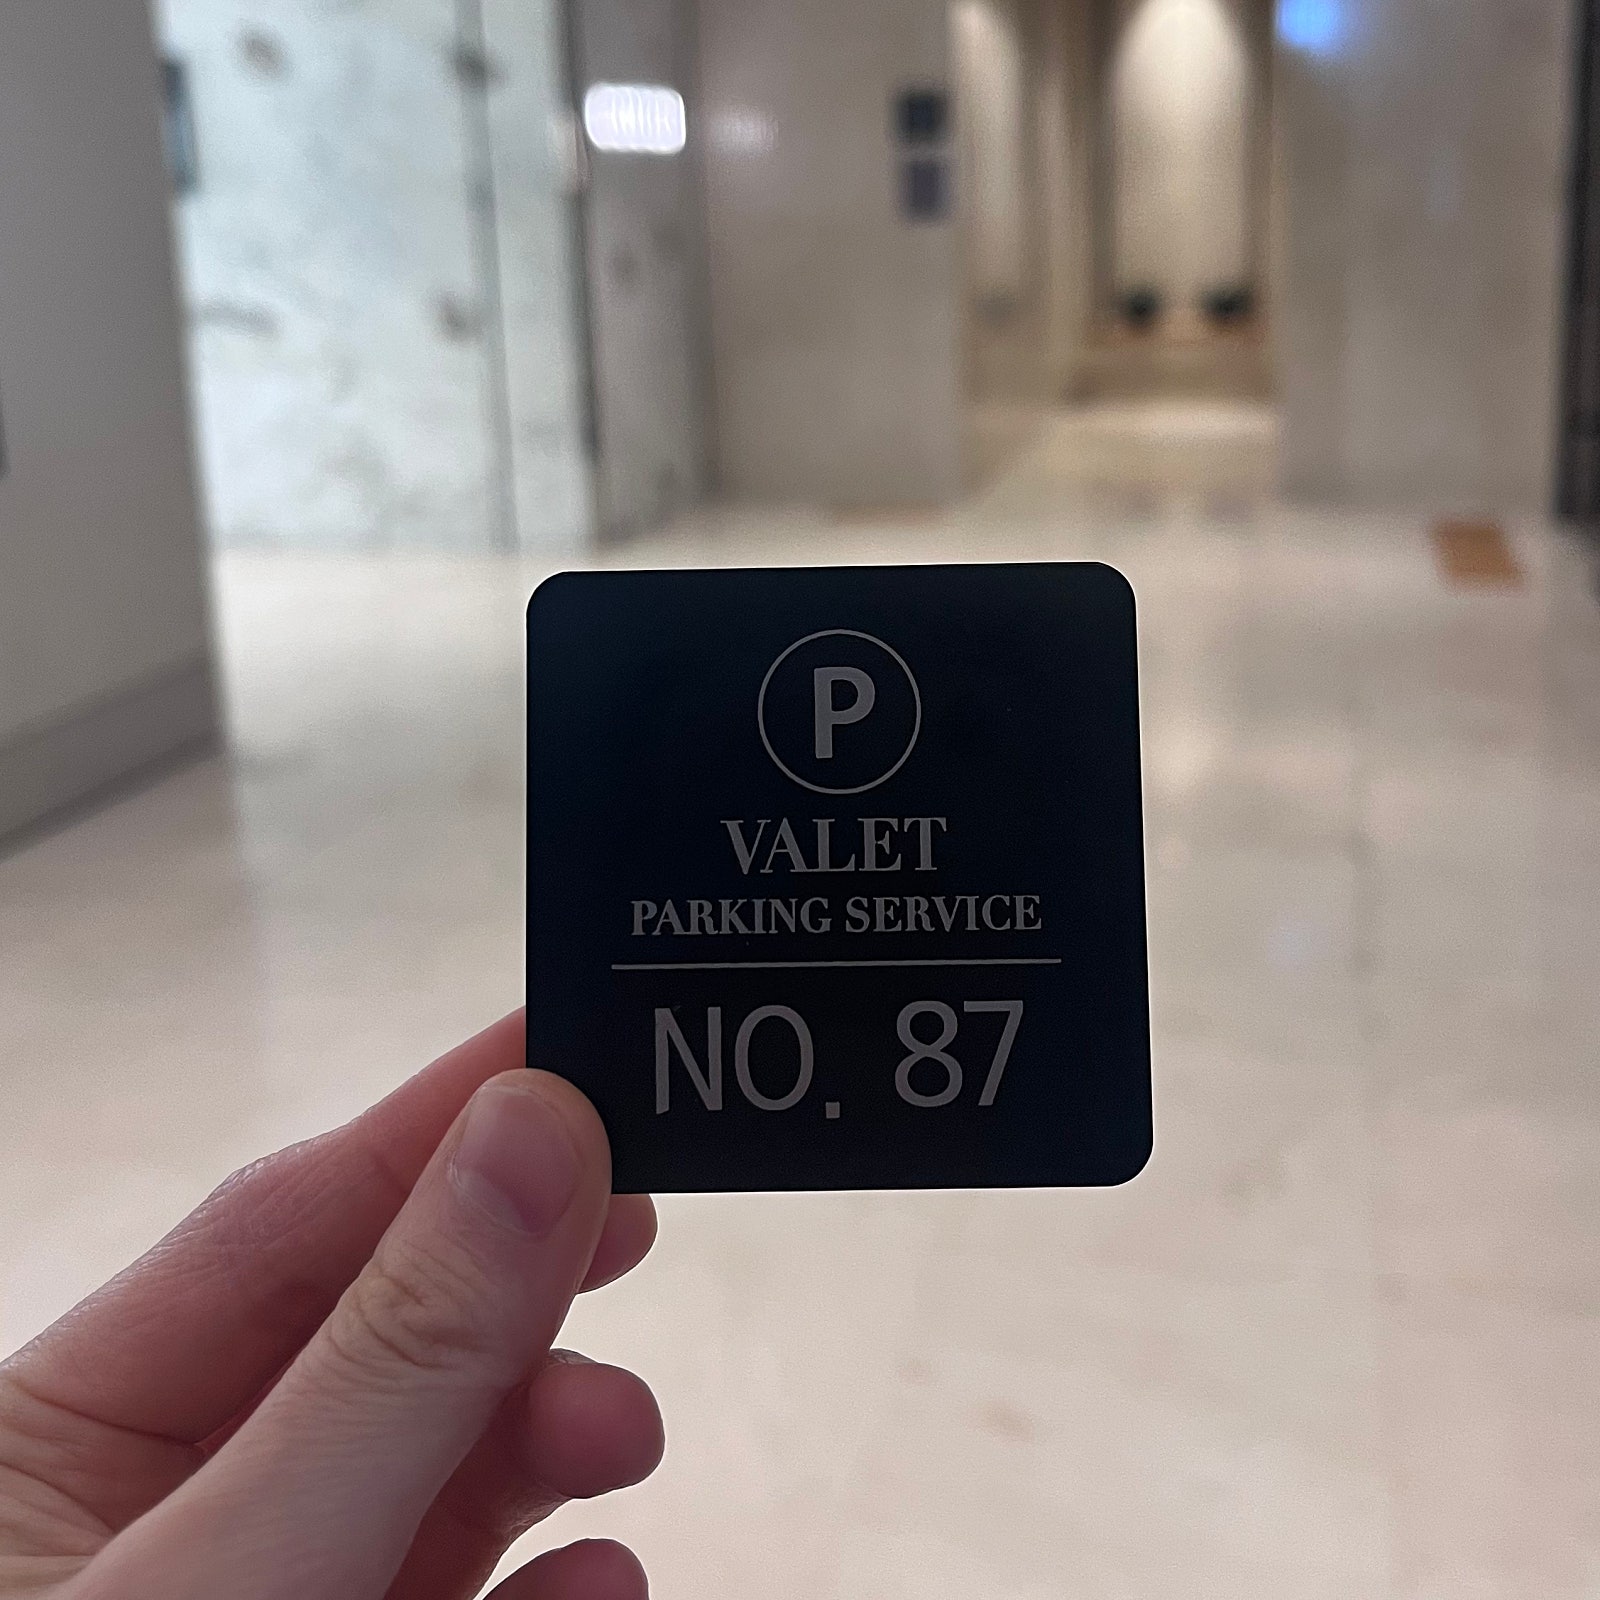 P
VALET
PARKING SERVICE
NO. 87